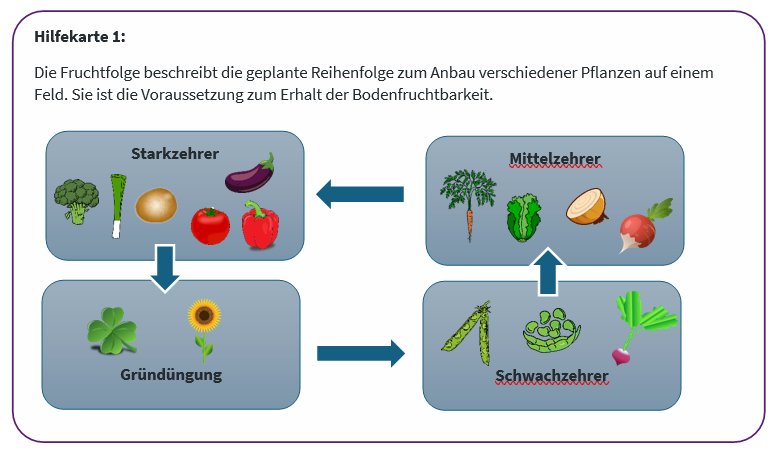 Hilfekarte 1:
Die Fruchtfolge beschreibt die geplante Reihenfolge zum Anbau verschiedener Pflanzen auf einem
Feld. Sie ist die Voraussetzung zum Erhalt der Bodenfruchtbarkeit.
Starkzehrer
Mittelzehrer
Gründüngung
Schwachzehrer